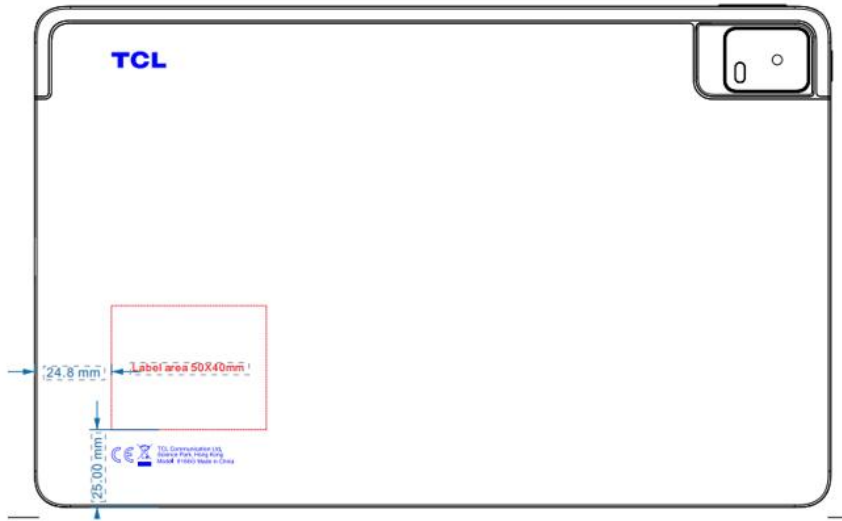 TCL
Label area 50X40mm
24.8 mm
25.00 mm
TCL Communication Ltd.
Science Park, Hong Kong
Made in China